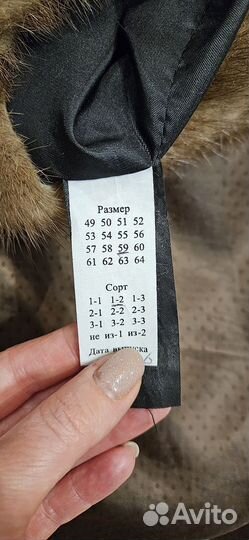 Размер
49 50 51 52
53 54 55 56
57 58 59 60
61 62 63 64
Сорт
1-1 1-2 1-3
2-1 2-2 2-3
3-1 3-2 3-3
не из-1 из-2
Дата выпуска
Avito